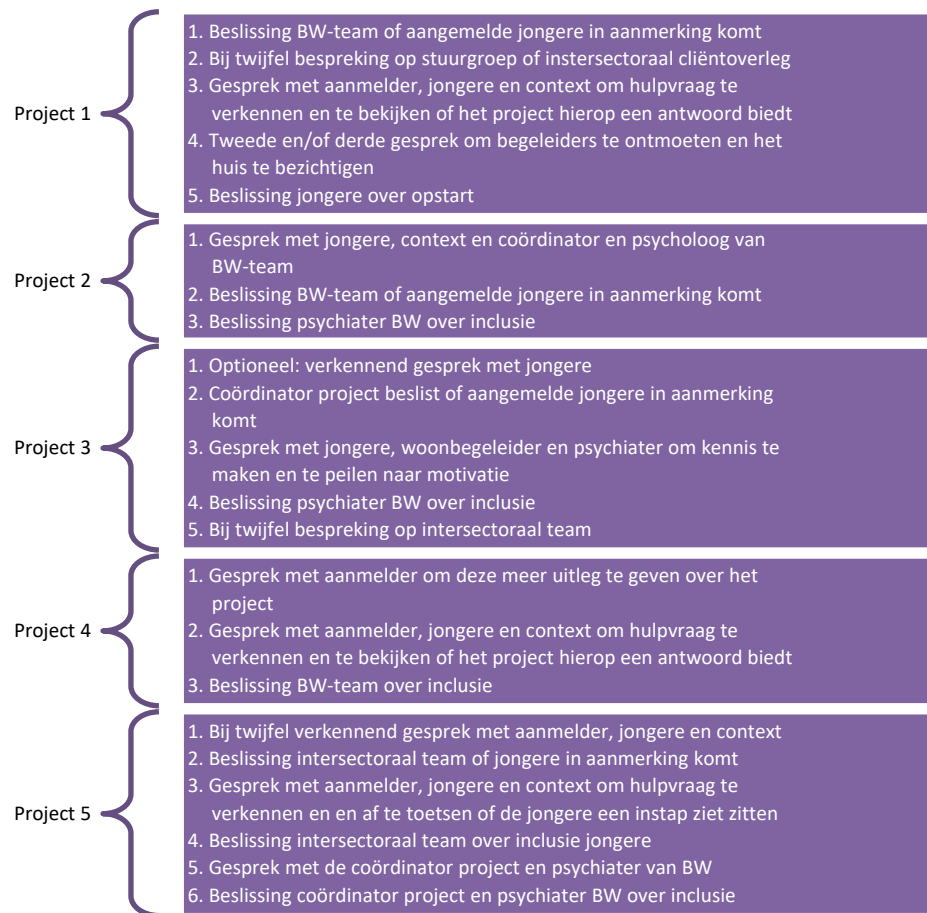 Project 1
1. Beslissing BW-team of aangemelde jongere in aanmerking komt
2. Bij twijfel bespreking op stuurgroep of instersectoraal cliëntoverleg
3. Gesprek met aanmelder, jongere en context om hulpvraag te
verkennen en te bekijken of het project hierop een antwoord biedt
4. Tweede en/of derde gesprek om begeleiders te ontmoeten en het
huis te bezichtigen
5. Beslissing jongere over opstart
Project 2
1. Gesprek met jongere, context en coördinator en psycholoog van
BW-team
2. Beslissing BW-team of aangemelde jongere in aanmerking komt
3. Beslissing psychiater BW over inclusie
Project 3
1. Optioneel: verkennend gesprek met jongere
2. Coördinator project beslist of aangemelde jongere in aanmerking
komt
3. Gesprek met jongere, woonbegeleider en psychiater om kennis te
maken en te peilen naar motivatie
4. Beslissing psychiater BW over inclusie
5. Bij twijfel bespreking op intersectoraal team
Project 4
1. Gesprek met aanmelder om deze meer uitleg te geven over het
project
2. Gesprek met aanmelder, jongere en context om hulpvraag te
verkennen en te bekijken of het project hierop een antwoord biedt
3. Beslissing BW-team over inclusie
Project 5
1. Bij twijfel verkennend gesprek met aanmelder, jongere en context
2. Beslissing intersectoraal team of jongere in aanmerking komt
3. Gesprek met aanmelder, jongere en context om hulpvraag te
verkennen en en af te toetsen of de jongere een instap ziet zitten
4. Beslissing intersectoraal team over inclusie jongere
5. Gesprek met de coördinator project en psychiater van BW
6. Beslissing coördinator project en psychiater BW over inclusie